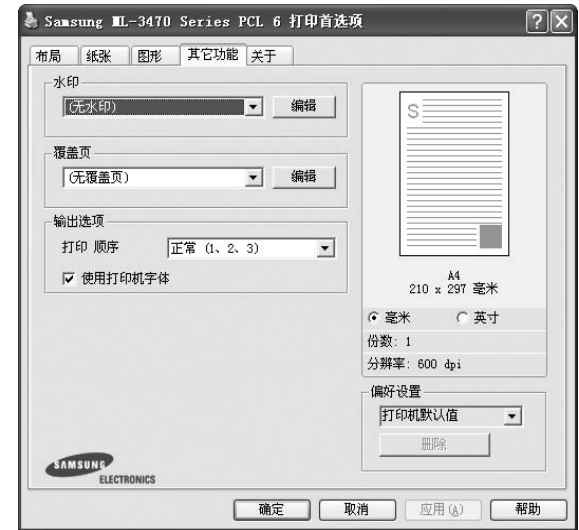 Samsung ML-3470 Series PCL 6 打印首选项
布局 纸张 图形 其它功能 关于
水印
(无水印) 编辑
覆盖页
(无覆盖页) 编辑
输出选项
打印 顺序 正常 (1、2、3)
使用打印机字体
S
A4
210 x 297 毫米
毫米 英寸
份数: 1
分辨率: 600 dpi
偏好设置
打印机默认值
删除
SAMSUNG
ELECTRONICS
确定 取消 应用(A) 帮助